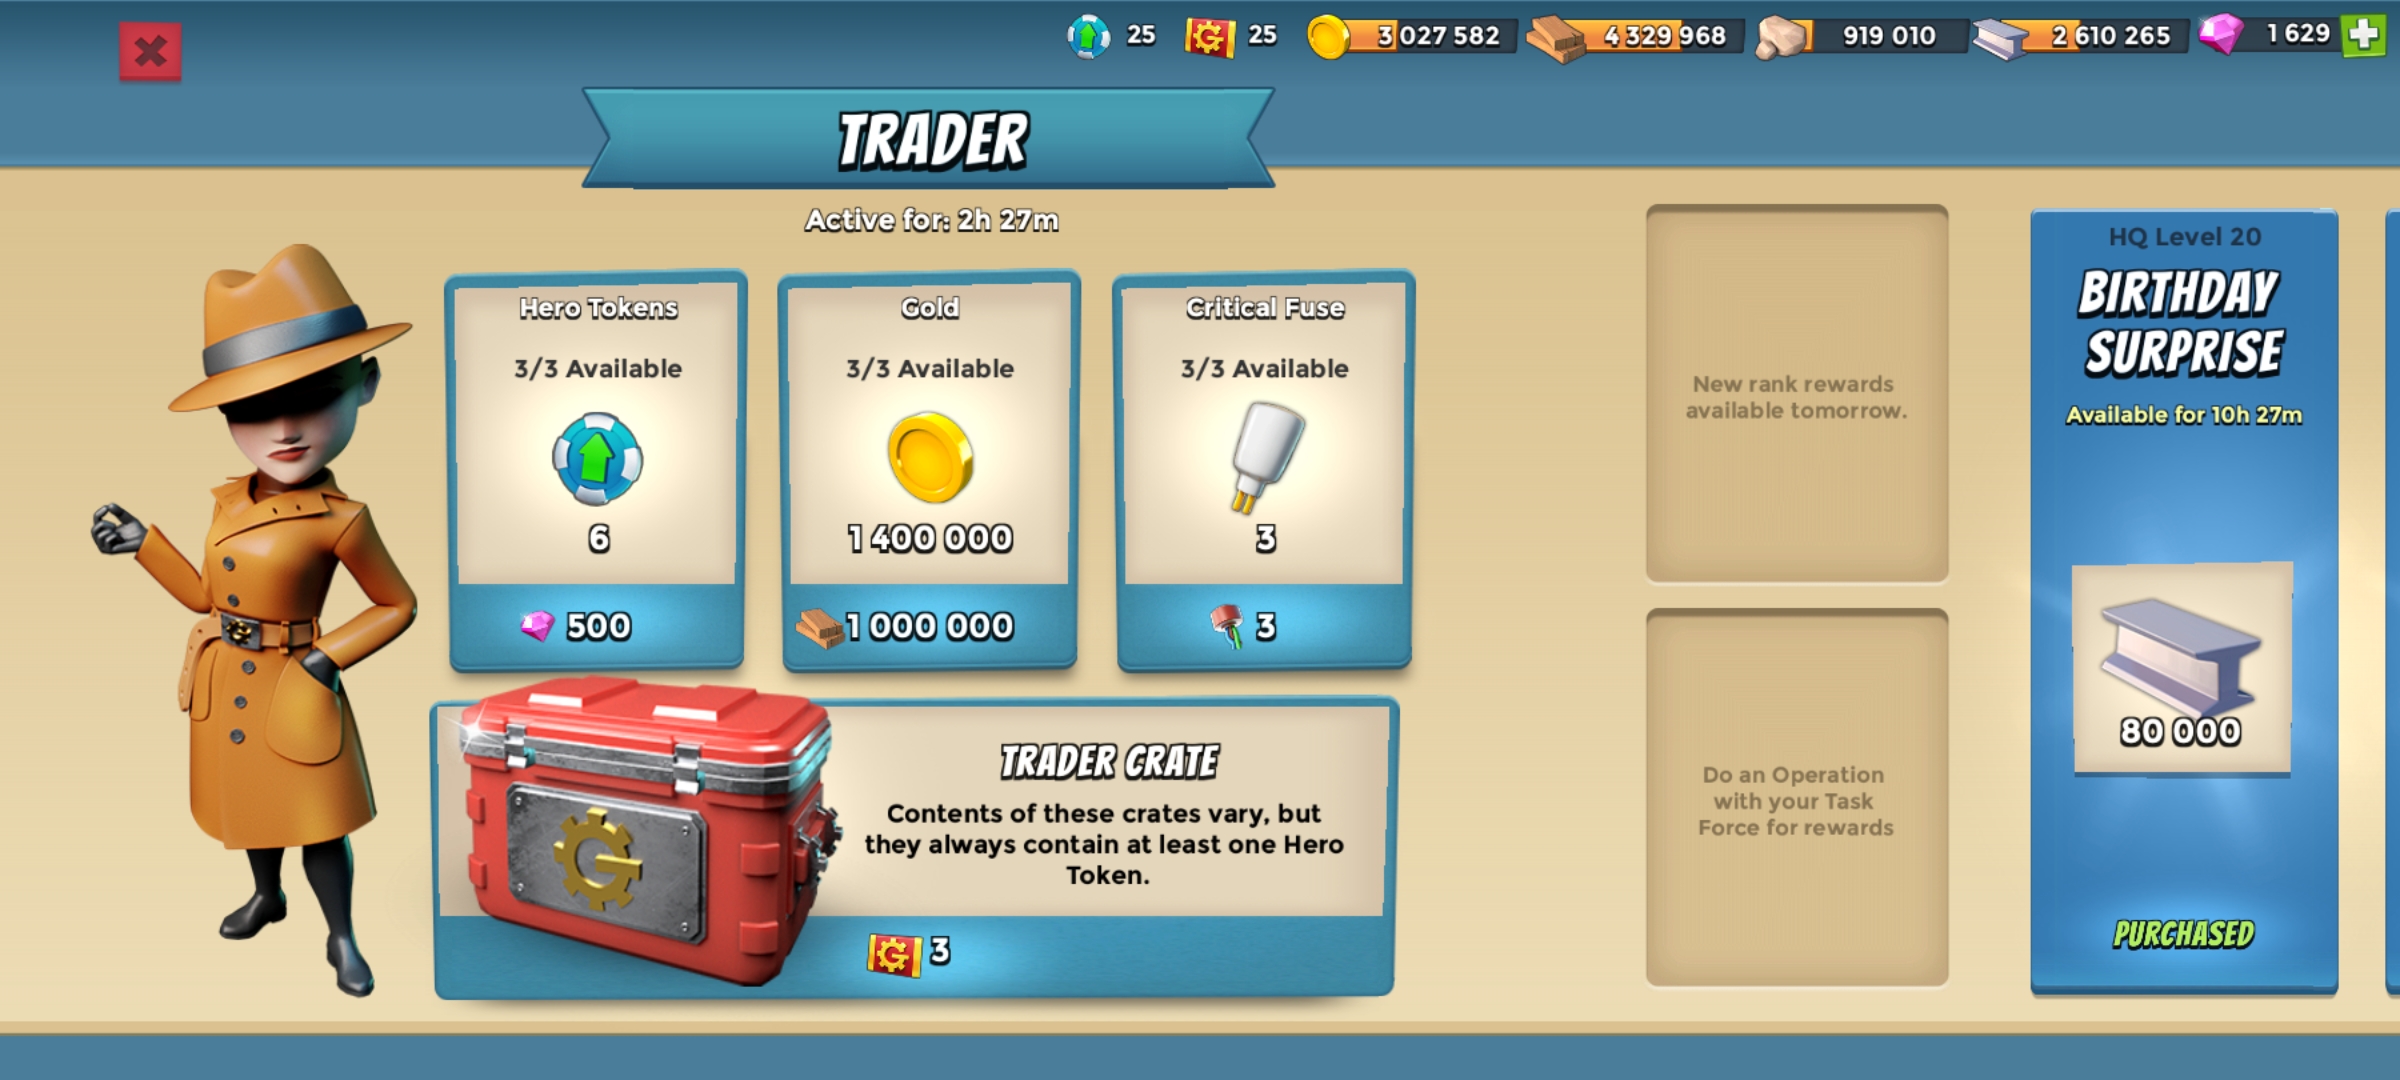 25 25 3 027 582 4 329 968 919 010 2 610 265 1 629
TRADER
Active for: 2h 27m
Hero Tokens
3/3 Available
6
500
Gold
3/3 Available
1 400 000
1 000 000
Critical Fuse
3/3 Available
3
3
TRADER CRATE
Contents of these crates vary, but
they always contain at least one Hero
Token.
3
New rank rewards
available tomorrow.
Do an Operation
with your Task
Force for rewards
HQ Level 20
BIRTHDAY
SURPRISE
Available for 10h 27m
80 000
PURCHASED